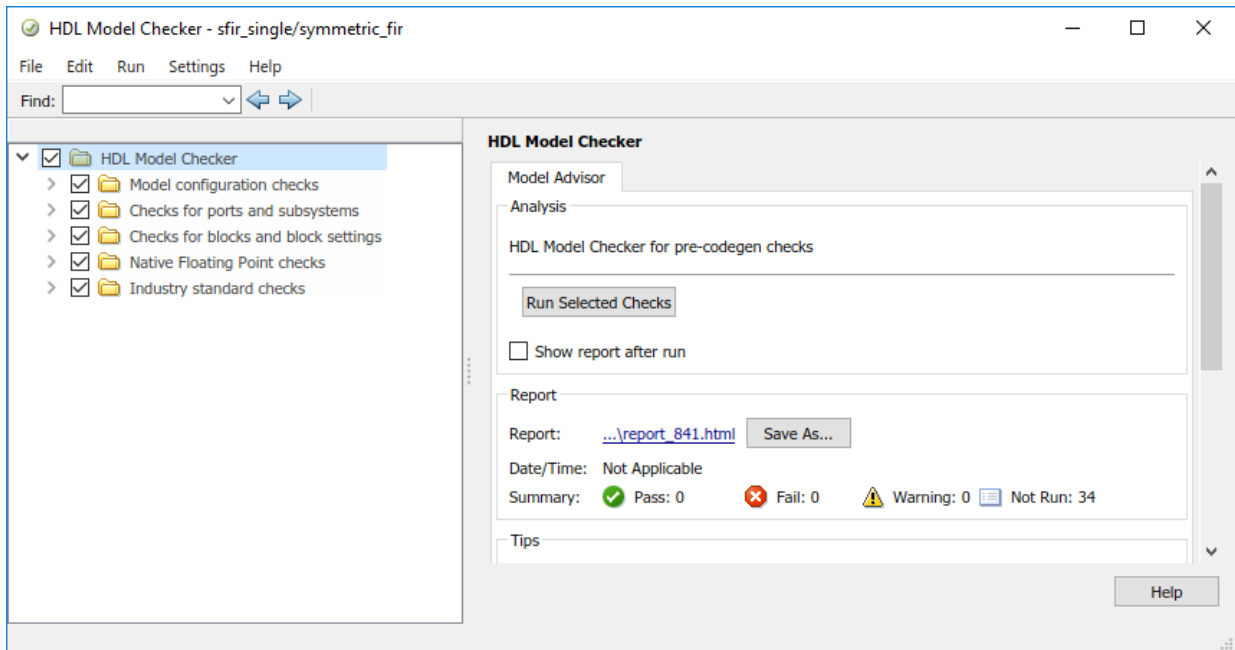 HDL Model Checker - sfir_single/symmetric_fir
File Edit Run Settings Help
Find:
HDL Model Checker
Model configuration checks
Checks for ports and subsystems
Checks for blocks and block settings
Native Floating Point checks
Industry standard checks
HDL Model Checker
Model Advisor
Analysis
HDL Model Checker for pre-codegen checks
Run Selected Checks
Show report after run
Report
Report: ...\report_841.html Save As...
Date/Time: Not Applicable
Summary: Pass: 0 Fail: 0 Warning: 0 Not Run: 34
Tips
Help